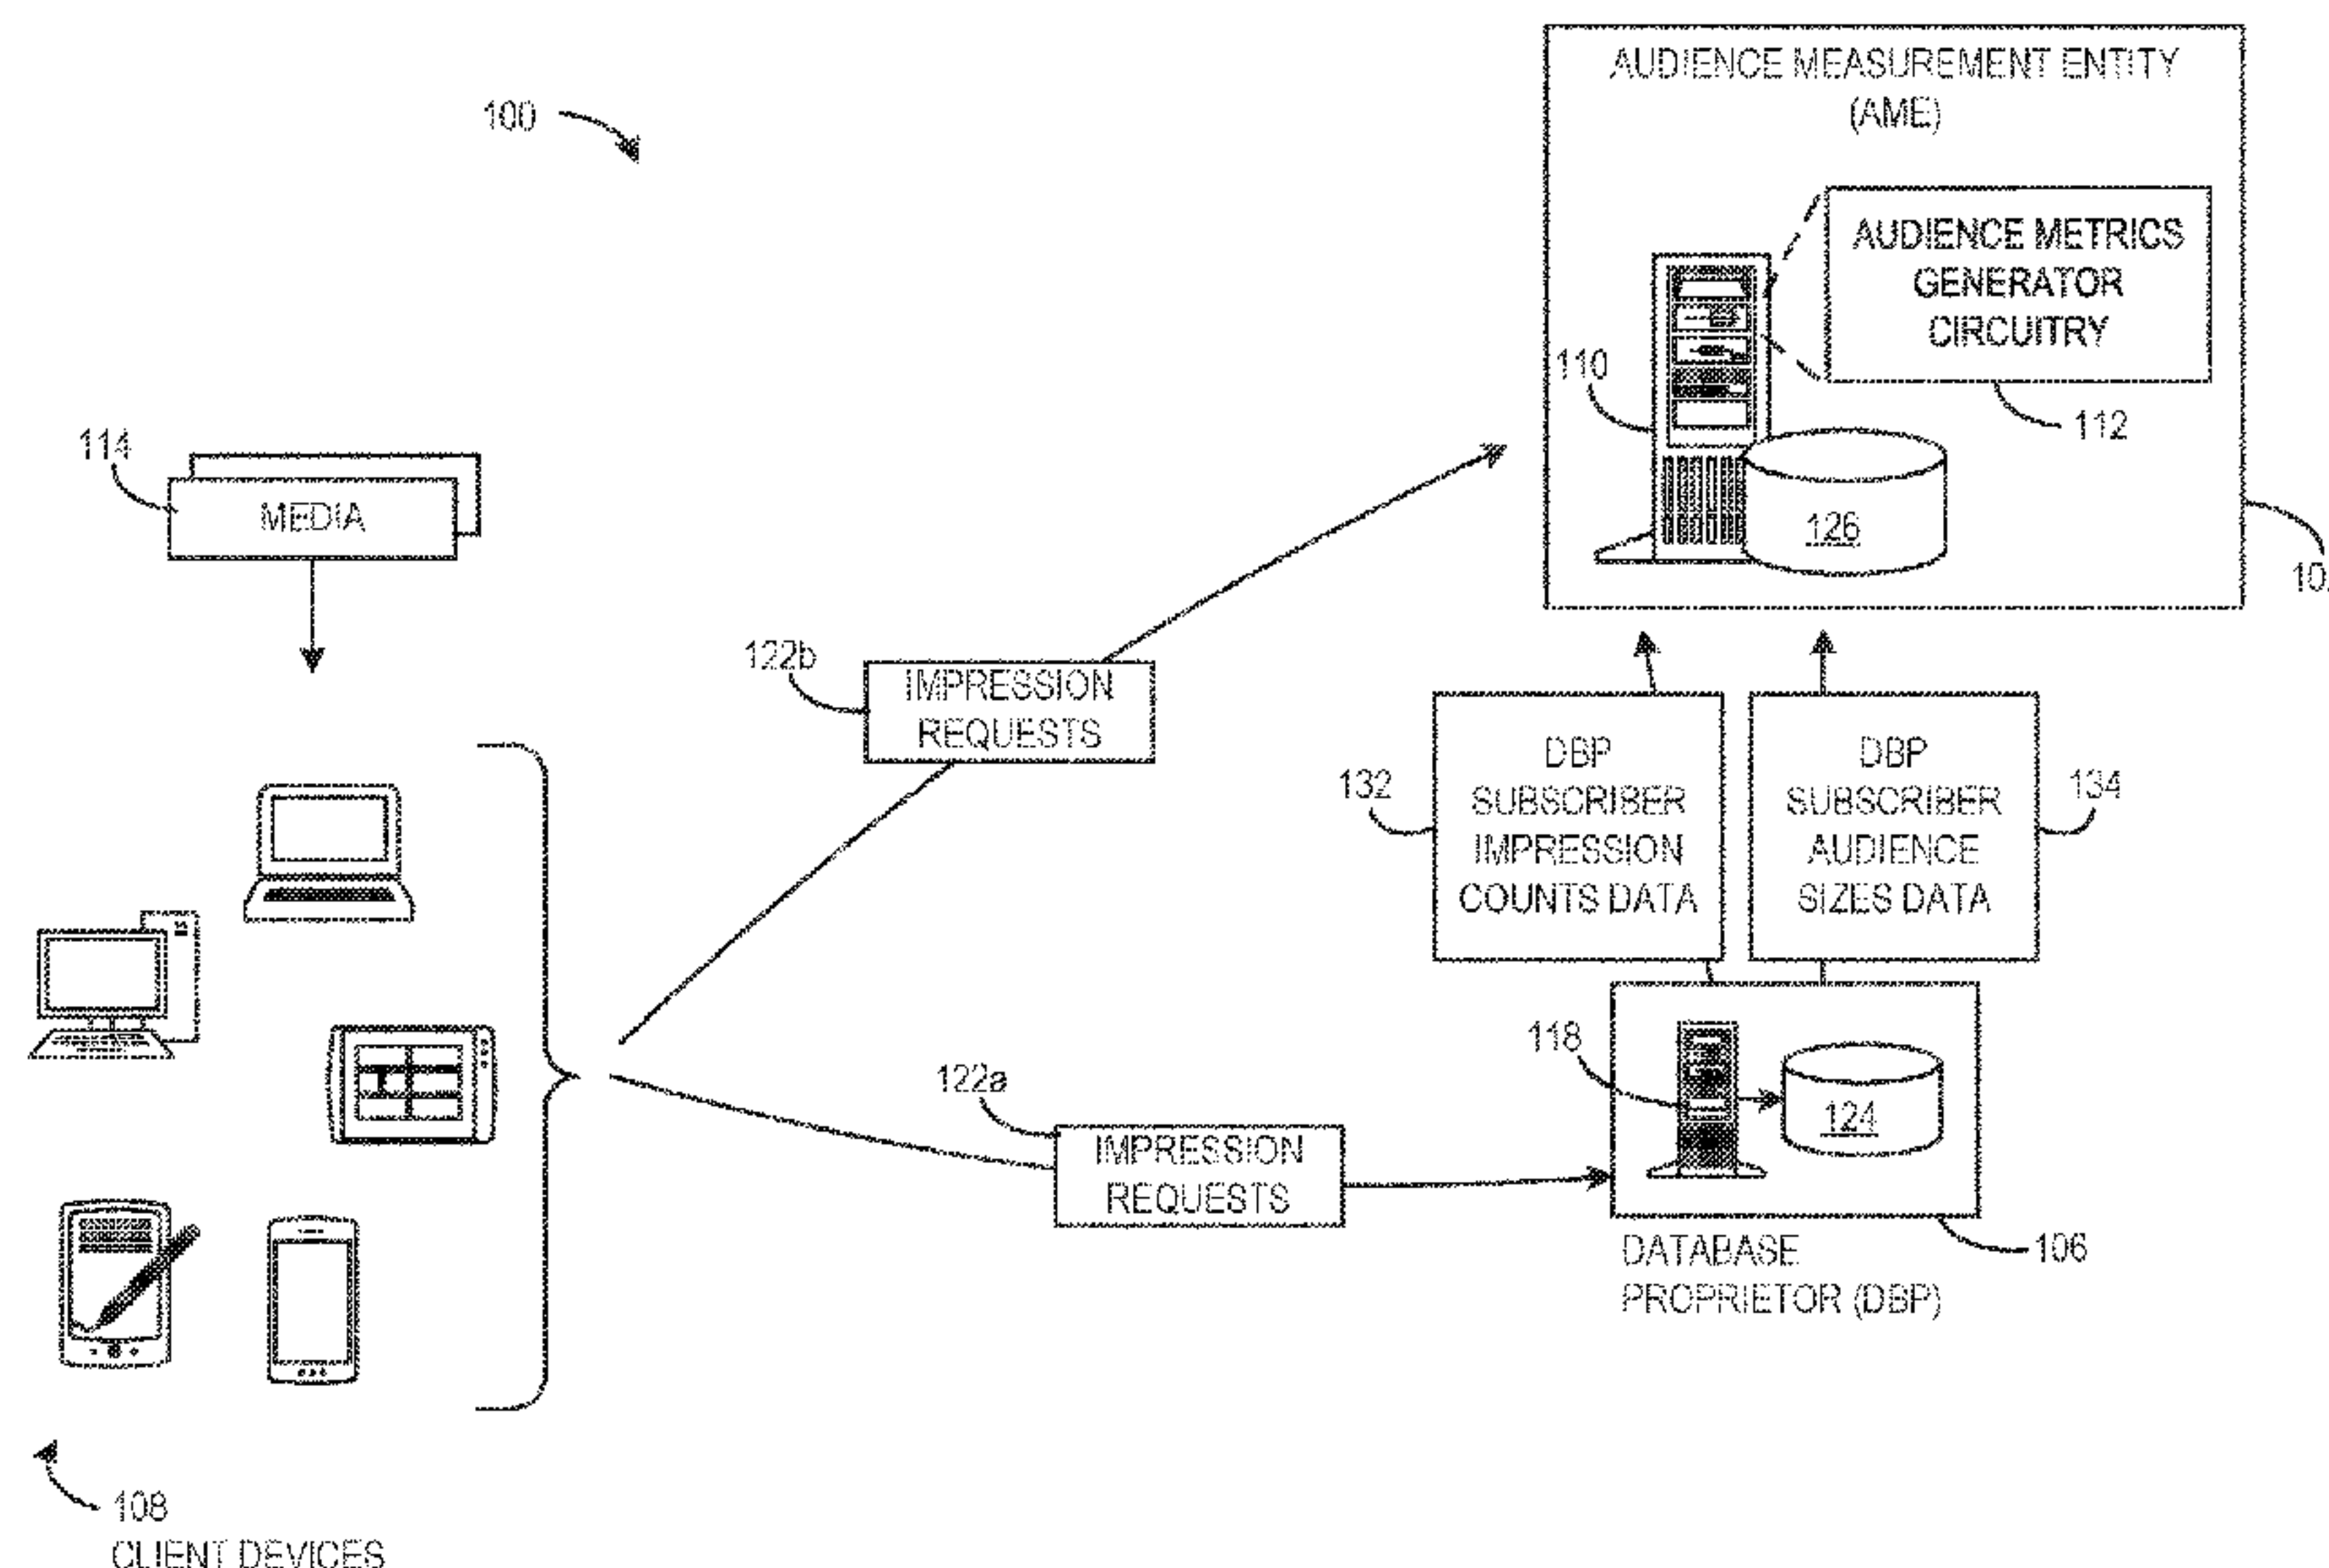 100
AUDIENCE MEASUREMENT ENTITY
(AME)
AUDIENCE METRICS
GENERATOR
CIRCUITRY
110
112
126
114
MEDIA
122b
IMPRESSION
REQUESTS
132
DBP
SUBSCRIBER
IMPRESSION
COUNTS DATA
DBP
SUBSCRIBER
AUDIENCE
SIZES DATA
134
118
124
122a
IMPRESSION
REQUESTS
106
DATABASE
PROPRIETOR (DBP)
108
CLIENT DEVICES